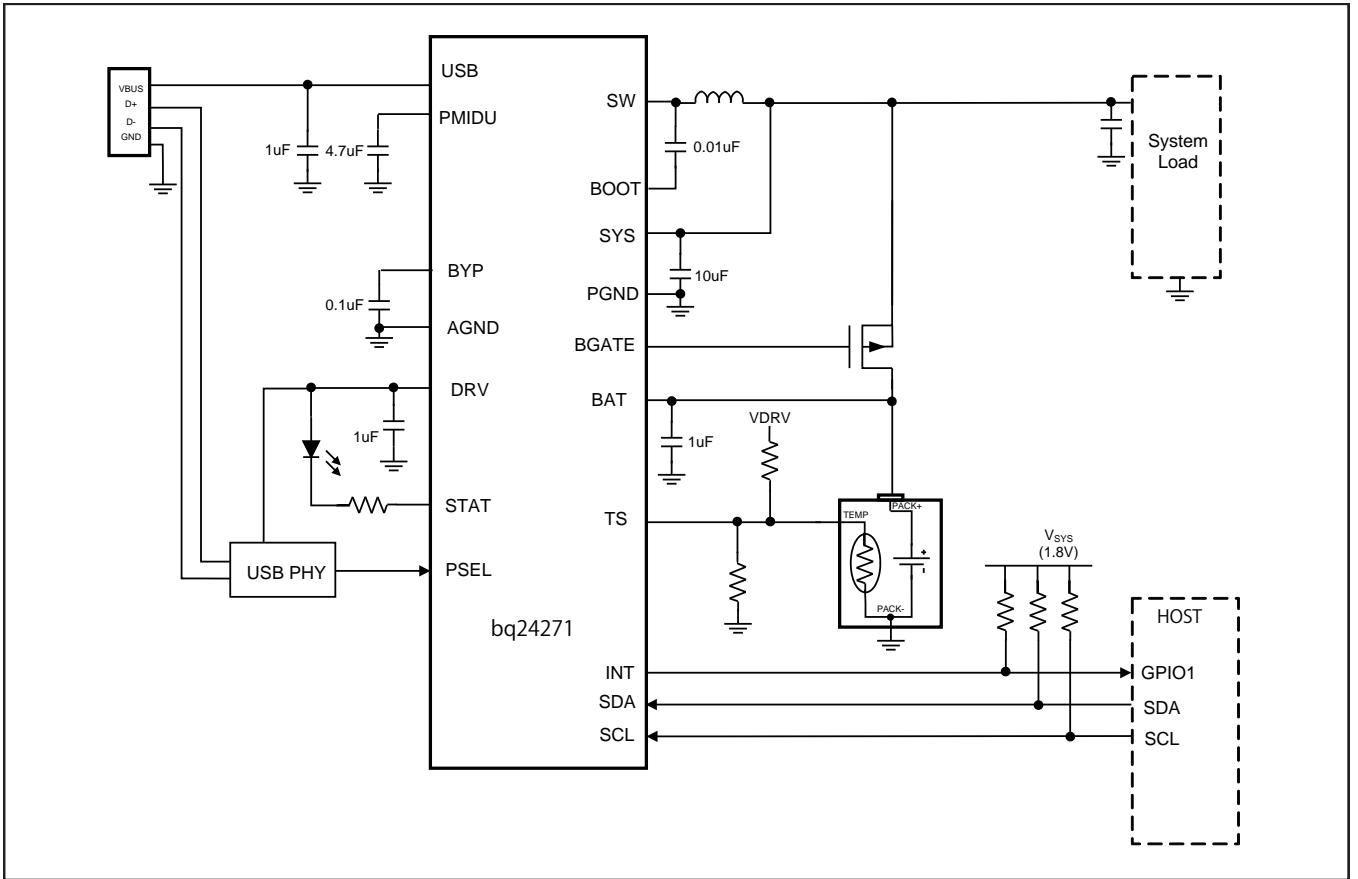 VBUS
D+
D-
GND
1uF
4.7uF
USB
PMIDU
BYP
0.1uF
AGND
DRV
1uF
STAT
USB PHY
PSEL
bq24271
SW
0.01uF
BOOT
SYS
10uF
PGND
BGATE
BAT
1uF
VDRV
TS
TEMP
PACK+
+
-
PACK-
System
Load
VSYS
(1.8V)
HOST
INT
GPIO1
SDA
SDA
SCL
SCL